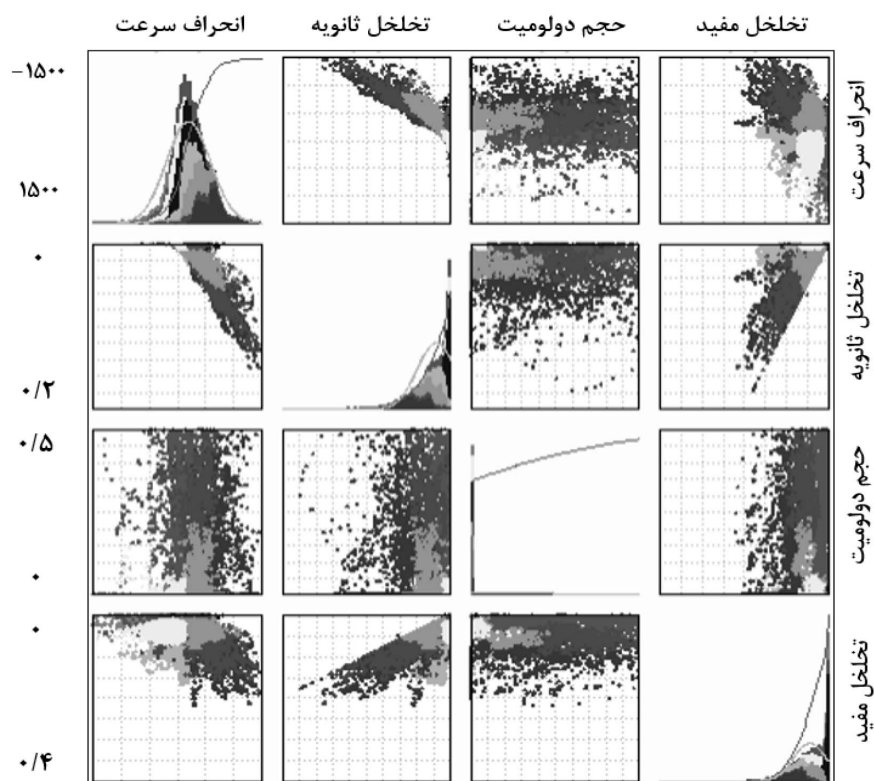 تخلخل مفید
حجم دولومیت
تخلخل ثانویه
انحراف سرعت
انحراف سرعت
-۱۵۰۰
۱۵۰۰
تخلخل ثانویه
۰
۰/۲
حجم دولومیت
۰/۵
۰
تخلخل مفید
۰
۰/۴